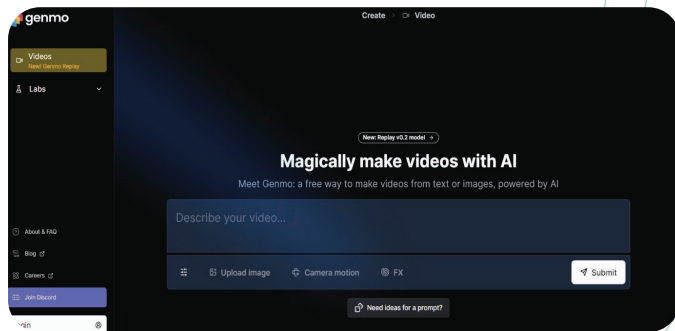 genmo
Create > Video
Videos
New! Genmo Replay
Labs
New: Replay v0.2 model →
Magically make videos with AI
Meet Genmo: a free way to make videos from text or images, powered by AI
Describe your video...
Upload image
Camera motion
FX
Submit
Need ideas for a prompt?
About & FAQ
Blog
Careers
Join Discord